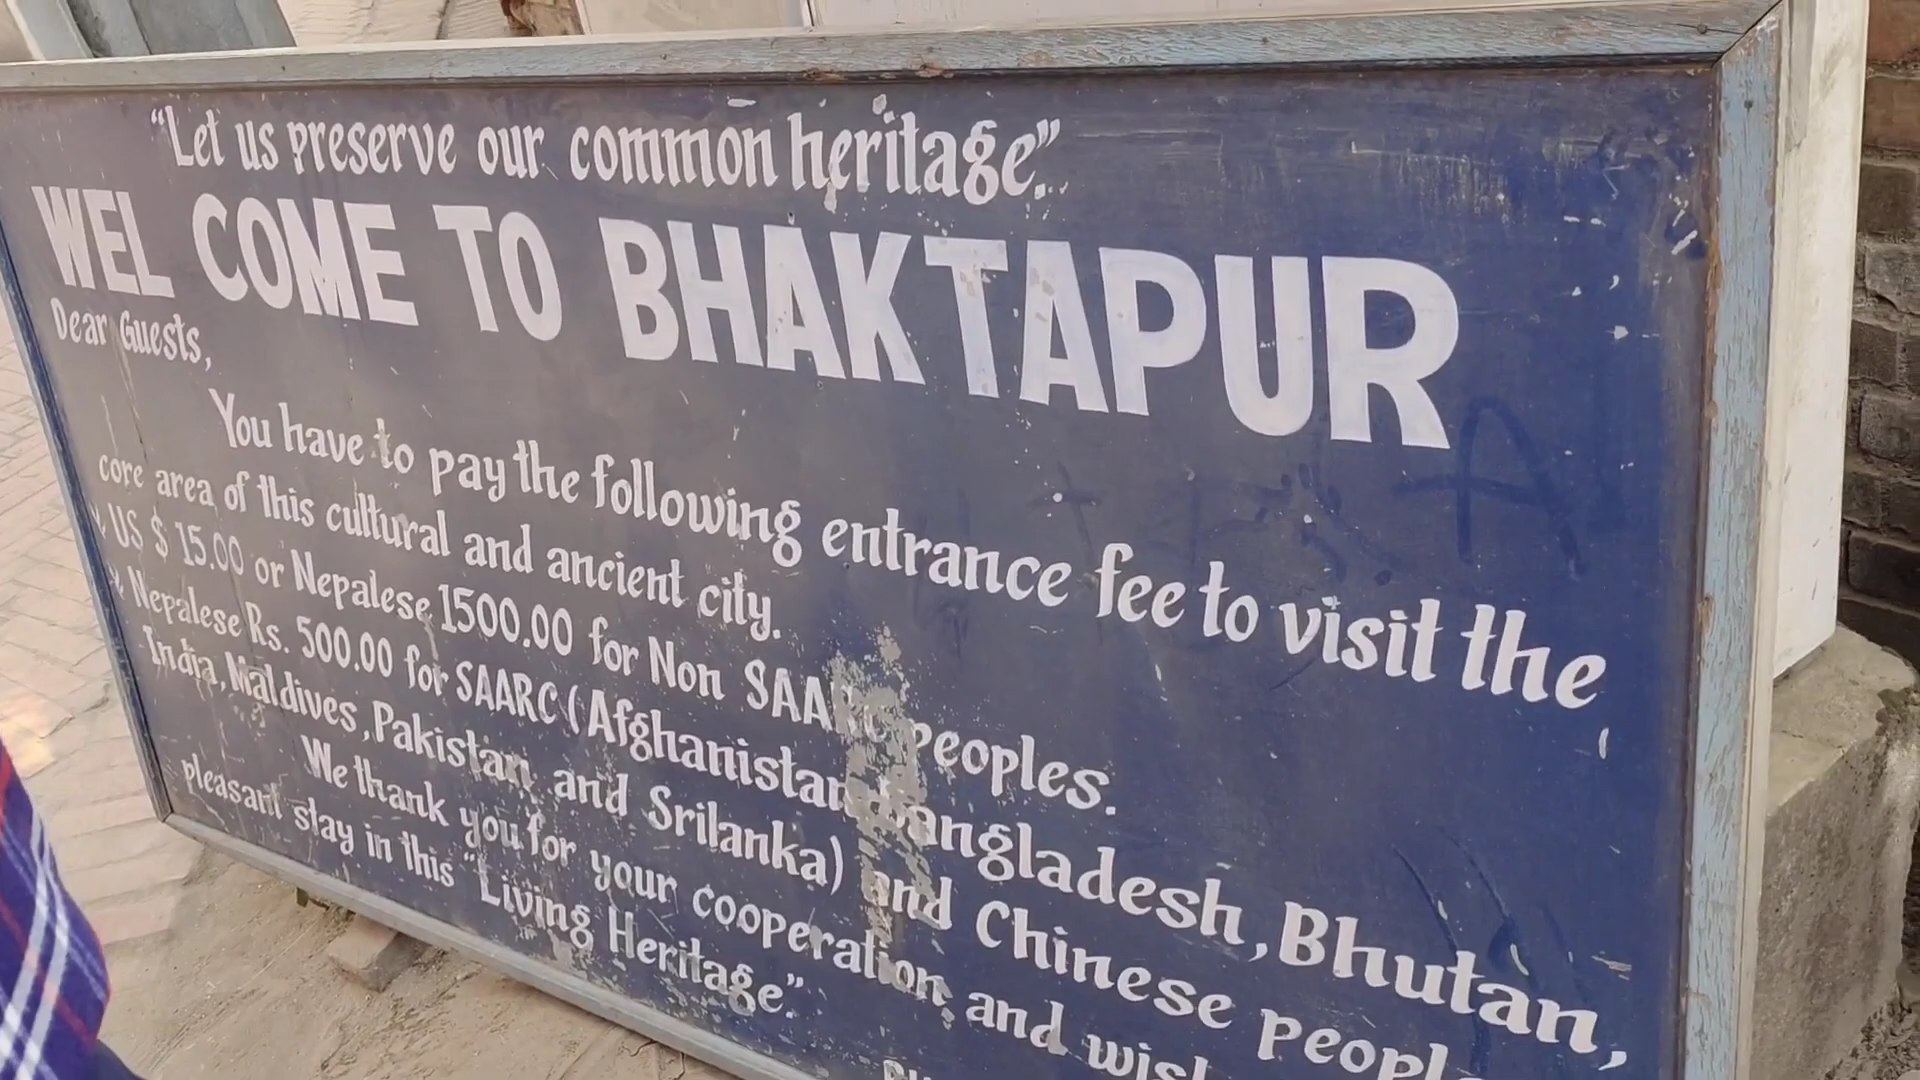 "Let us preserve our common heritage."
WEL COME TO BHAKTAPUR
Dear Guests,
You have to pay the following entrance fee to visit the
core area of this cultural and ancient city.
US $ 15.00 or Nepalese 1500.00 for Non SAARC peoples.
Nepalese Rs. 500.00 for SAARC (Afghanistan, Bangladesh, Bhutan,
India, Maldives, Pakistan and Srilanka) and Chinese people
We thank you for your cooperation and wish
pleasant stay in this "Living Heritage."